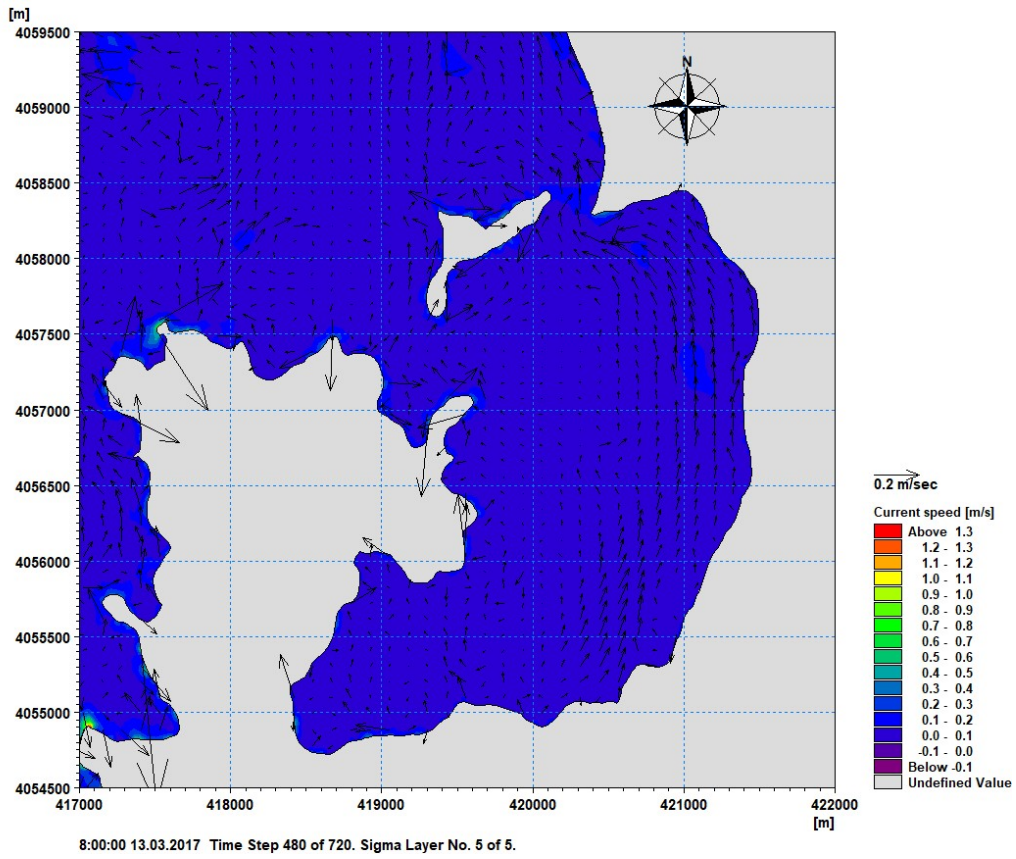 [m]
4059500
4059000
4058500
4058000
4057500
4057000
4056500
4056000
4055500
4055000
4054500
417000 418000 419000 420000 421000 422000
[m]
N
0.2 m/sec
Current speed [m/s]
Above 1.3
1.2 - 1.3
1.1 - 1.2
1.0 - 1.1
0.9 - 1.0
0.8 - 0.9
0.7 - 0.8
0.6 - 0.7
0.5 - 0.6
0.4 - 0.5
0.3 - 0.4
0.2 - 0.3
0.1 - 0.2
0.0 - 0.1
-0.1 - 0.0
Below -0.1
Undefined Value
8:00:00 13.03.2017 Time Step 480 of 720. Sigma Layer No. 5 of 5.